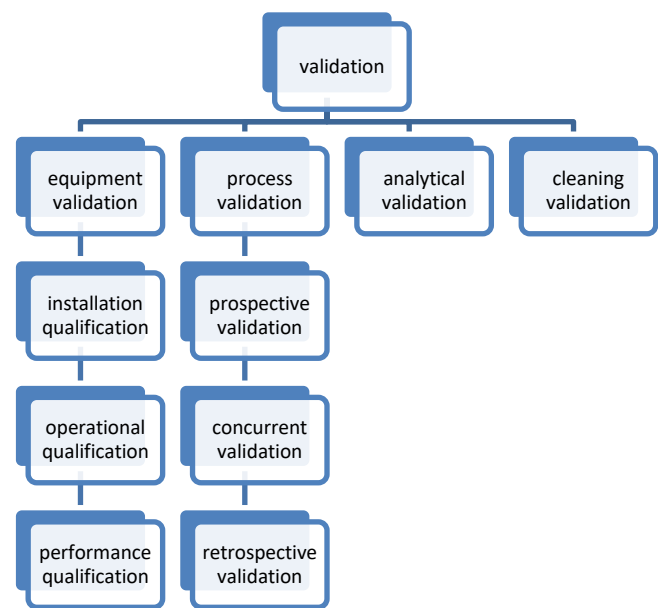 validation
equipment
validation
process
validation
analytical
validation
cleaning
validation
installation
qualification
prospective
validation
operational
qualification
concurrent
validation
performance
qualification
retrospective
validation